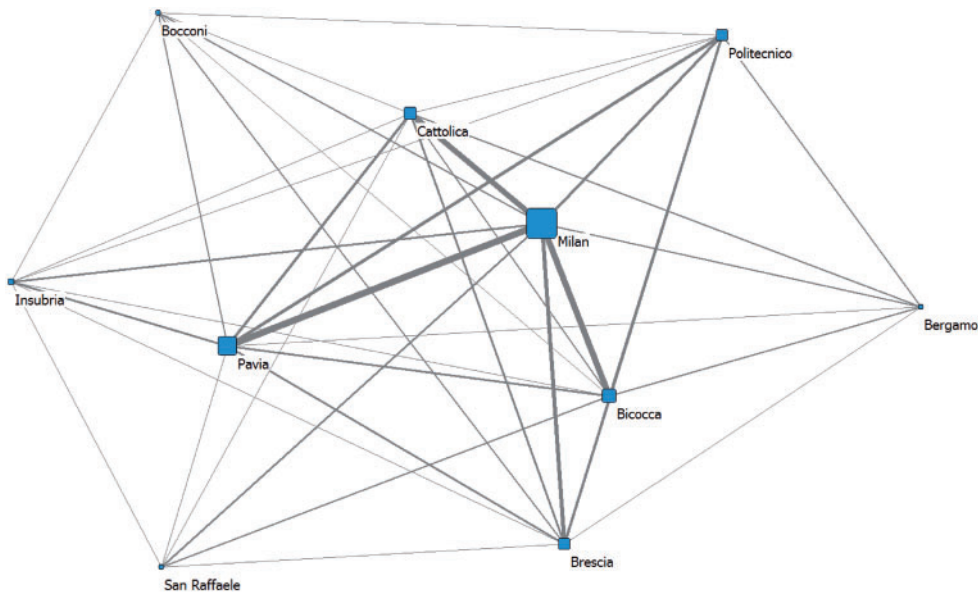 Bocconi
Politecnico
Cattolica
Milan
Insubria
Bergamo
Pavia
Bicocca
Brescia
San Raffaele